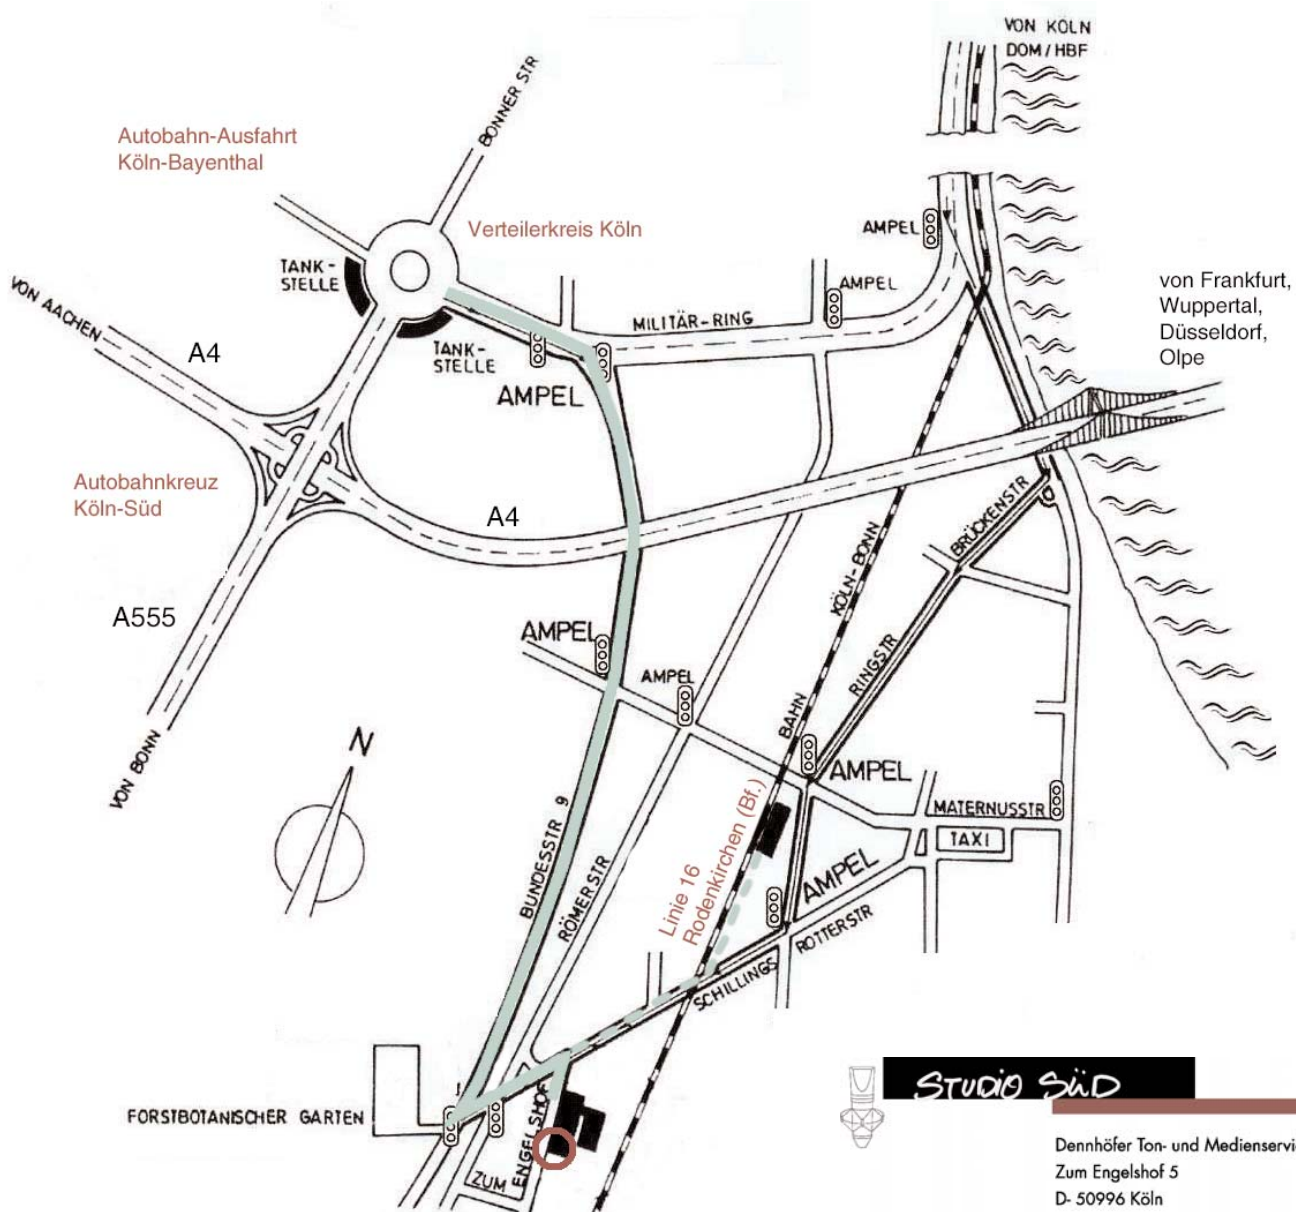 VON KÖLN
DOM/HBF
BONNER STR
Autobahn-Ausfahrt
Köln-Bayenthal
Verteilerkreis Köln
AMPEL
TANK-
STELLE
AMPEL
von Frankfurt,
Wuppertal,
Düsseldorf,
Olpe
VON AACHEN
MILITÄR-RING
A4
TANK-
STELLE
AMPEL
Autobahnkreuz
Köln-Süd
A4
BRÜCKENSTR
KÖLN-BONN
A555
AMPEL
RINGSTR
AMPEL
BAHN
N
VON BONN
AMPEL
MATERNUSSTR
TAXI
BUNDESSTR 9
RÖMERSTR
Linie 16
Rodenkirchen (Bf.)
AMPEL
ROTTERSTR
SCHILLINGS
STUDIO SÜD
FORSTBOTANISCHER GARTEN
ENGELSHOF
ZUM
Dennhöfer Ton- und Medienservi
Zum Engelshof 5
D- 50996 Köln